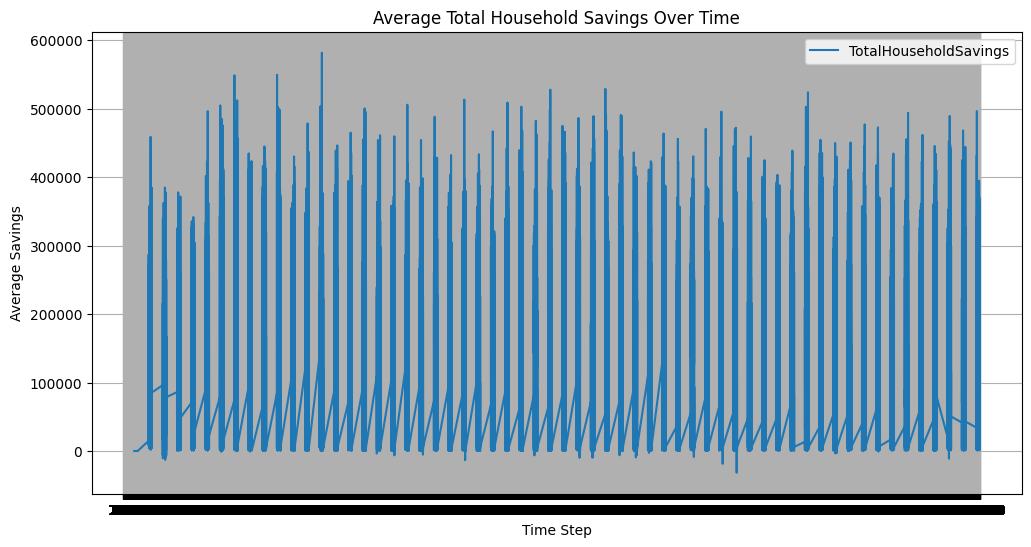 Average Total Household Savings Over Time
TotalHouseholdSavings
600000
500000
400000
300000
200000
100000
0
Average Savings
Time Step